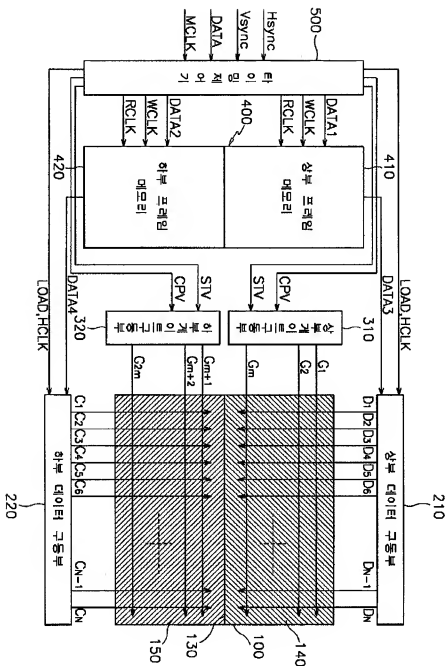 500
Hsync
Vsync
DATA
MCLK
타이밍 제어기
LOAD,HCLK
DATA3
DATA1
WCLK
RCLK
400
DATA2
WCLK
RCLK
DATA4
LOAD,HCLK
410
상부 프레임
메모리
420
하부 프레임
메모리
CPV
STV
STV
CPV
310
상부게이트구동부
320
하부게이트구동부
G1
G2
Gm
Gm+1
Gm+2
G2m
210
상부 데이터 구동부
D1
D2
D3
D4
D5
D6
DN-1
DN
140
100
130
150
C1
C2
C3
C4
C5
C6
CN-1
CN
220
하부 데이터 구동부